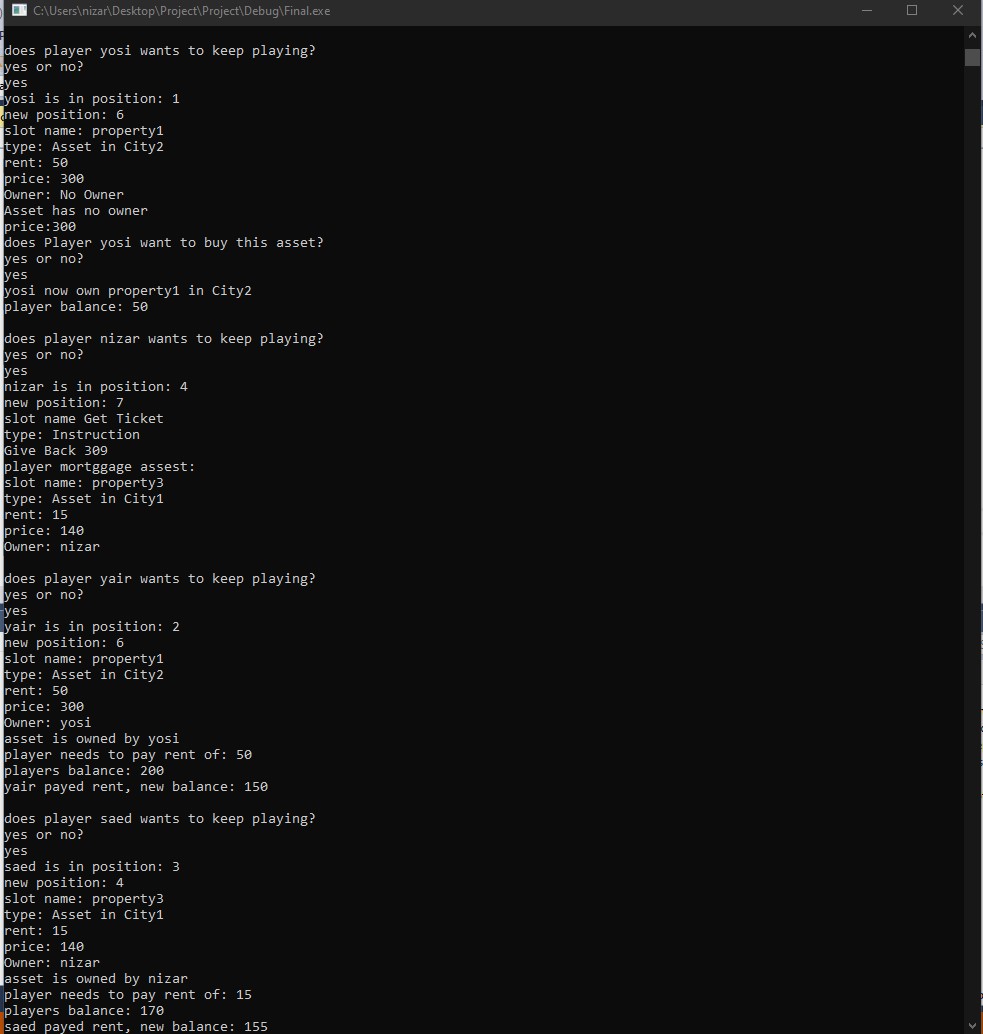 C:\Users\nizar\Desktop\Project\Project\Debug\Final.exe
does player yosi wants to keep playing?
yes or no?
yes
yosi is in position: 1
new position: 6
slot name: property1
type: Asset in City2
rent: 50
price: 300
Owner: No Owner
Asset has no owner
price:300
does Player yosi want to buy this asset?
yes or no?
yes
yosi now own property1 in City2
player balance: 50
does player nizar wants to keep playing?
yes or no?
yes
nizar is in position: 4
new position: 7
slot name Get Ticket
type: Instruction
Give Back 309
player mortggage assest:
slot name: property3
type: Asset in City1
rent: 15
price: 140
Owner: nizar
does player yair wants to keep playing?
yes or no?
yes
yair is in position: 2
new position: 6
slot name: property1
type: Asset in City2
rent: 50
price: 300
Owner: yosi
asset is owned by yosi
player needs to pay rent of: 50
players balance: 200
yair payed rent, new balance: 150
does player saed wants to keep playing?
yes or no?
yes
saed is in position: 3
new position: 4
slot name: property3
type: Asset in City1
rent: 15
price: 140
Owner: nizar
asset is owned by nizar
player needs to pay rent of: 15
players balance: 170
saed payed rent, new balance: 155